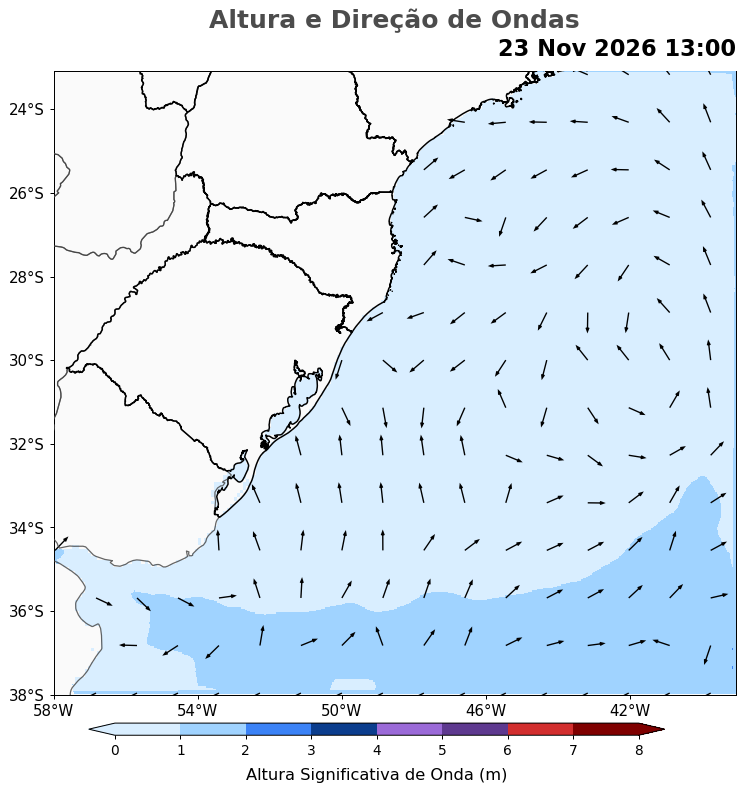 Altura e Direção de Ondas
23 Nov 2026 13:00
24°S
26°S
28°S
30°S
32°S
34°S
36°S
38°S
58°W 54°W 50°W 46°W 42°W
0 1 2 3 4 5 6 7 8
Altura Significativa de Onda (m)